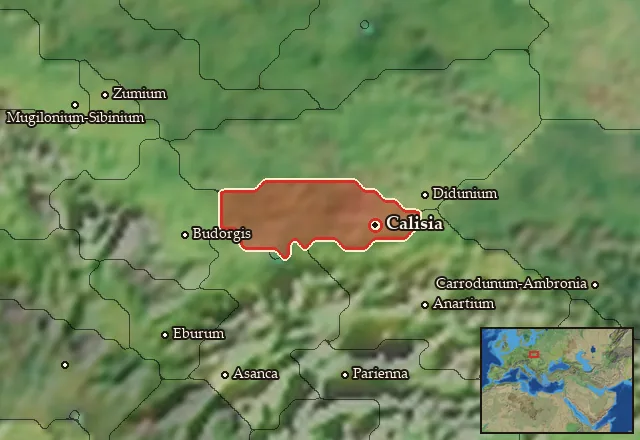 Zumium
Mugilonium-Sibinium
Didunium
Calisia
Budorgis
Carrodunum-Ambronia
Anartium
Eburum
Asanca
Parienna